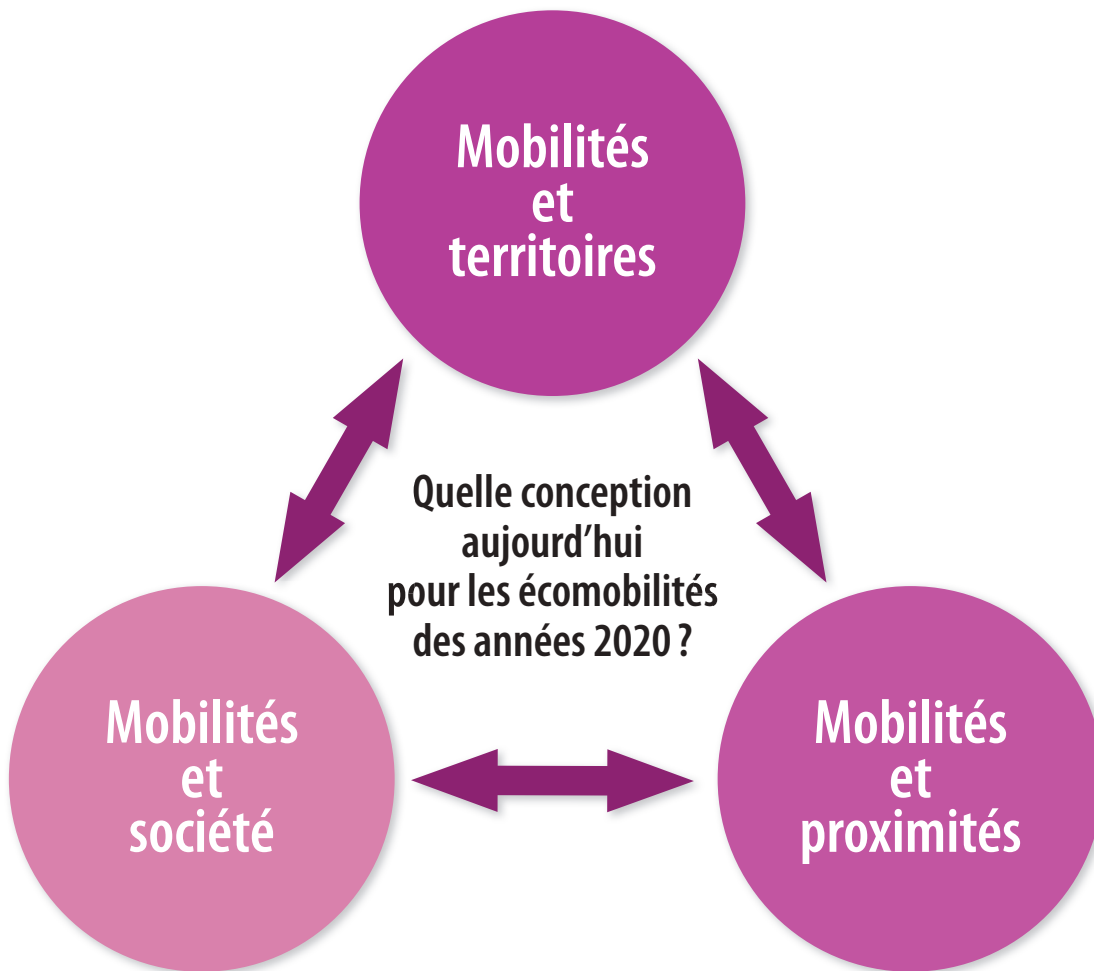 Mobilités
et
territoires
Quelle conception
aujourd’hui
pour les écomobilités
des années 2020 ?
Mobilités
et
société
Mobilités
et
proximités